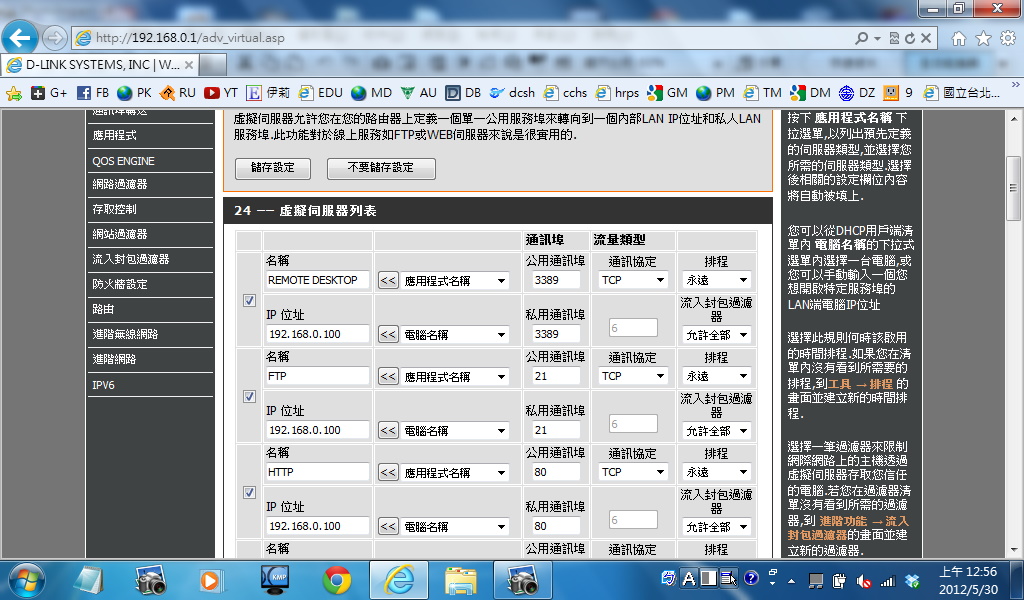 http://192.168.0.1/adv_virtual.asp
D-LINK SYSTEMS, INC | W...
G+ FB PK RU YT 伊莉 EDU MD AU DB dcsh cchs hrps GM PM TM DM DZ 9 國立台北...
應用程式
QOS ENGINE
網路過濾器
存取控制
網站過濾器
流入封包過濾器
防火牆設定
路由
進階無線網路
進階網路
IPV6
虛擬伺服器允許您在您的路由器上定義一個單一公用服務埠來轉向到一個內部LAN IP位址和私人LAN
服務埠.此功能對於線上服務如FTP或WEB伺服器來說是很實用的.
儲存設定 不要儲存設定
24 -- 虛擬伺服器列表
通訊埠 流量類型
名稱 公用通訊埠 通訊協定 排程
REMOTE DESKTOP << 應用程式名稱 3389 TCP 永遠
IP 位址 私用通訊埠 流入封包過濾器
192.168.0.100 << 電腦名稱 3389 6 允許全部
名稱 公用通訊埠 通訊協定 排程
FTP << 應用程式名稱 21 TCP 永遠
IP 位址 私用通訊埠 流入封包過濾器
192.168.0.100 << 電腦名稱 21 6 允許全部
名稱 公用通訊埠 通訊協定 排程
HTTP << 應用程式名稱 80 TCP 永遠
IP 位址 私用通訊埠 流入封包過濾器
192.168.0.100 << 電腦名稱 80 6 允許全部
名稱 公用通訊埠 通訊協定 排程
按下 應用程式名稱 下
拉選單,以列出預先定義
的伺服器類型,並選擇您
所需的伺服器類型.選擇
後相關的設定欄位內容
將自動被填上.
您可以從DHCP用戶端清
單內 電腦名稱的下拉式
選單內選擇一台電腦,或
您可以手動輸入一個您
想開啟特定服務埠的
LAN端電腦IP位址
選擇此規則何時該啟用
的時間排程.如果您在清
單內沒有看到所需要的
排程,到工具 → 排程 的
畫面並建立新的時間排
程.
選擇一筆過濾器來限制
網際網路上的主機透過
虛擬伺服器存取您信任
的電腦.若您在過濾器清
單沒有看到所需的過濾
器,到 進階功能 → 流入
封包過濾器的畫面並建
立新的過濾器.
KMP
A
上午 12:56
2012/5/30